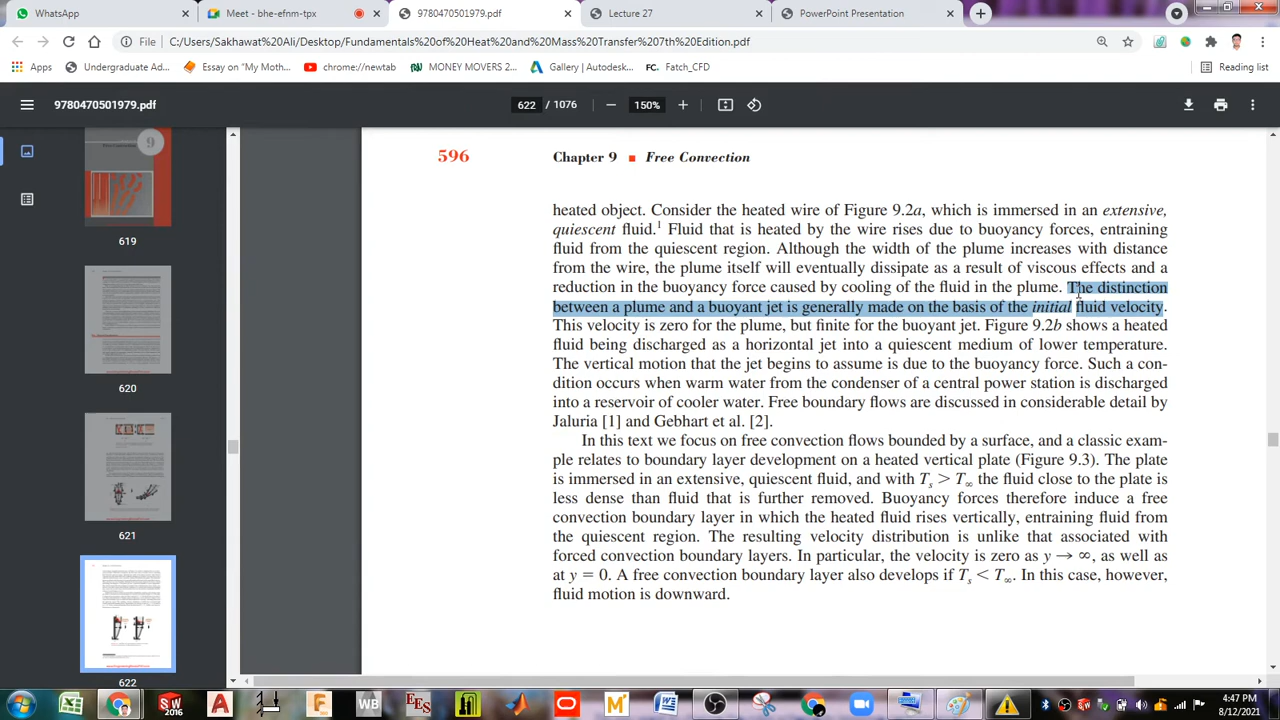 WhatsApp
Meet - bhe-efnm-tpx
9780470501979.pdf
Lecture 27
PowerPoint Presentation
File
C:/Users/Sakhawat%20Ali/Desktop/Fundamentals%20of%20Heat%20and%20Mass%20Transfer%207th%20Edition.pdf
Apps
Undergraduate Ad...
Essay on "My Moth...
chrome://newtab
MONEY MOVERS 2...
Gallery | Autodesk...
FC. Fatch_CFD
Reading list
9780470501979.pdf
622 / 1076
150%
9
619
620
621
622
596
Chapter 9 ■ Free Convection
heated object. Consider the heated wire of Figure 9.2a, which is immersed in an extensive,
quiescent fluid.¹ Fluid that is heated by the wire rises due to buoyancy forces, entraining
fluid from the quiescent region. Although the width of the plume increases with distance
from the wire, the plume itself will eventually dissipate as a result of viscous effects and a
reduction in the buoyancy force caused by cooling of the fluid in the plume. The distinction
between a plume and a buoyant jet is generally made on the basis of the initial fluid velocity.
This velocity is zero for the plume, but finite for the buoyant jet. Figure 9.2b shows a heated
fluid being discharged as a horizontal jet into a quiescent medium of lower temperature.
The vertical motion that the jet begins to assume is due to the buoyancy force. Such a con-
dition occurs when warm water from the condenser of a central power station is discharged
into a reservoir of cooler water. Free boundary flows are discussed in considerable detail by
Jaluria [1] and Gebhart et al. [2].
In this text we focus on free convection flows bounded by a surface, and a classic exam-
ple relates to boundary layer development on a heated vertical plate (Figure 9.3). The plate
is immersed in an extensive, quiescent fluid, and with Tₛ > T∞ the fluid close to the plate is
less dense than fluid that is further removed. Buoyancy forces therefore induce a free
convection boundary layer in which the heated fluid rises vertically, entraining fluid from
the quiescent region. The resulting velocity distribution is unlike that associated with
forced convection boundary layers. In particular, the velocity is zero as y → ∞, as well as
at y = 0. A free convection boundary layer also develops if Tₛ < T∞. In this case, however,
fluid motion is downward.
SW
2016
A
F
WB
EES
M
W
4:47 PM
8/12/2021